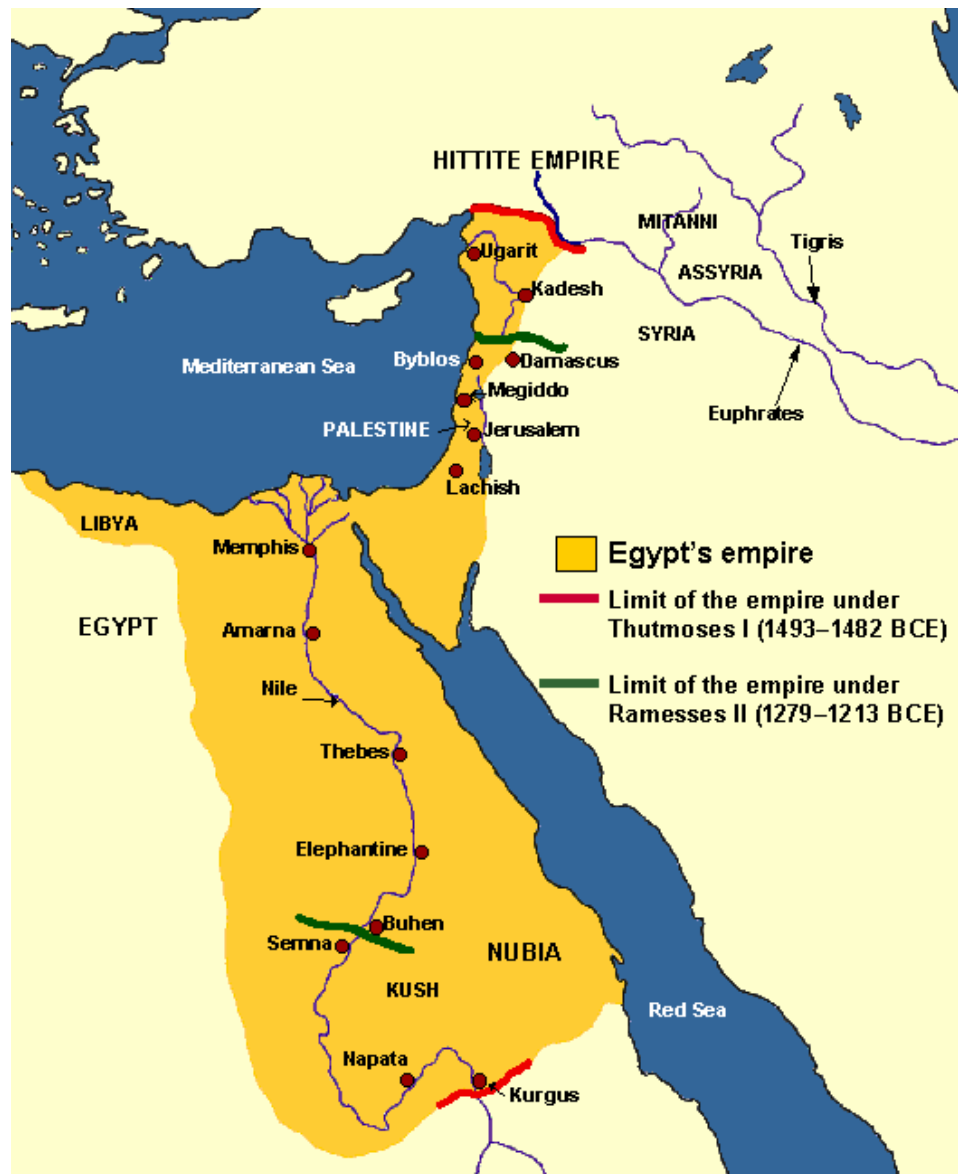 HITTITE EMPIRE
MITANNI
Tigris
Ugarit
ASSYRIA
Kadesh
SYRIA
Mediterranean Sea
Byblos
Damascus
Megiddo
Euphrates
PALESTINE
Jerusalem
Lachish
LIBYA
Memphis
Egypt's empire
Limit of the empire under
Thutmoses I (1493–1482 BCE)
EGYPT
Amarna
Nile
Limit of the empire under
Ramesses II (1279–1213 BCE)
Thebes
Elephantine
Buhen
Semna
NUBIA
KUSH
Red Sea
Napata
Kurgus